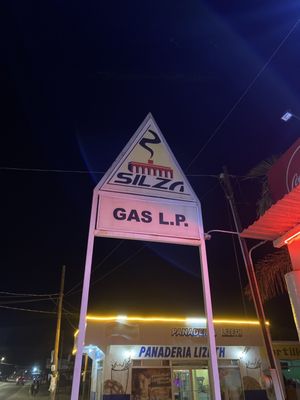 SILZA
GAS L.P.
PANADERIA LIZETH
PANADERIA LIZETH